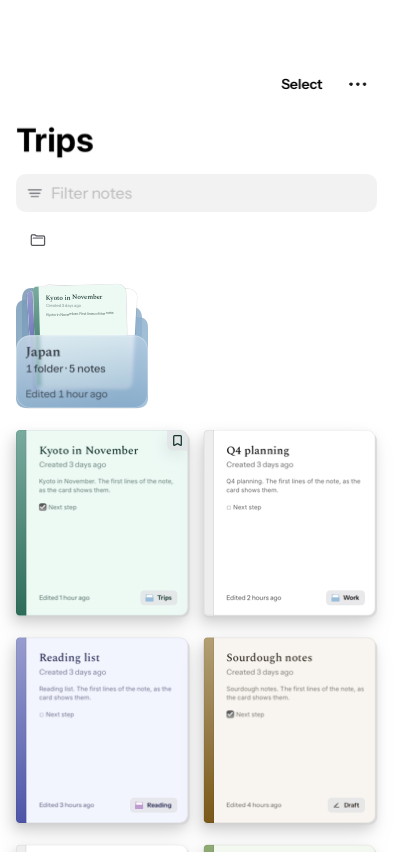 Select
Trips
Filter notes
Kyoto in November
Created 3 days ago
Japan
1 folder · 5 notes
Edited 1 hour ago
Kyoto in November
Created 3 days ago
Kyoto in November. The first lines of the note,
as the card shows them.
Next step
Edited 1 hour ago
Trips
Q4 planning
Created 3 days ago
Q4 planning. The first lines of the note, as
the card shows them.
Next step
Edited 2 hours ago
Work
Reading list
Created 3 days ago
Reading list. The first lines of the note, as the
card shows them.
Next step
Edited 3 hours ago
Reading
Sourdough notes
Created 3 days ago
Sourdough notes. The first lines of the note, as
the card shows them.
Next step
Edited 4 hours ago
Draft